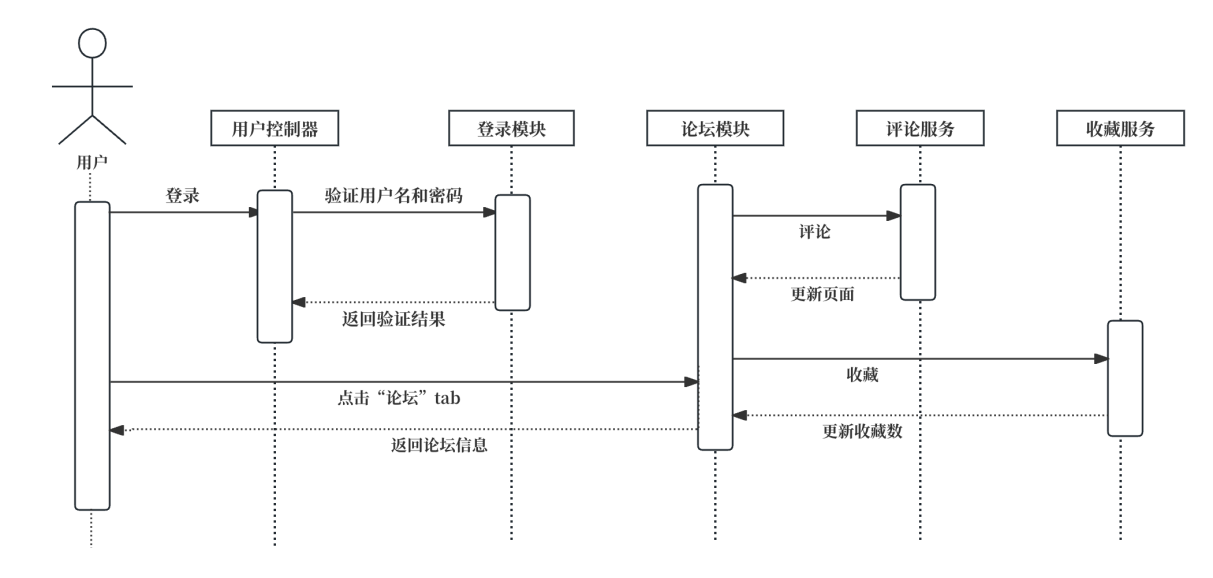 用户控制器
登录模块
论坛模块
评论服务
收藏服务
用户
登录
验证用户名和密码
评论
更新页面
返回验证结果
收藏
点击“论坛”tab
更新收藏数
返回论坛信息